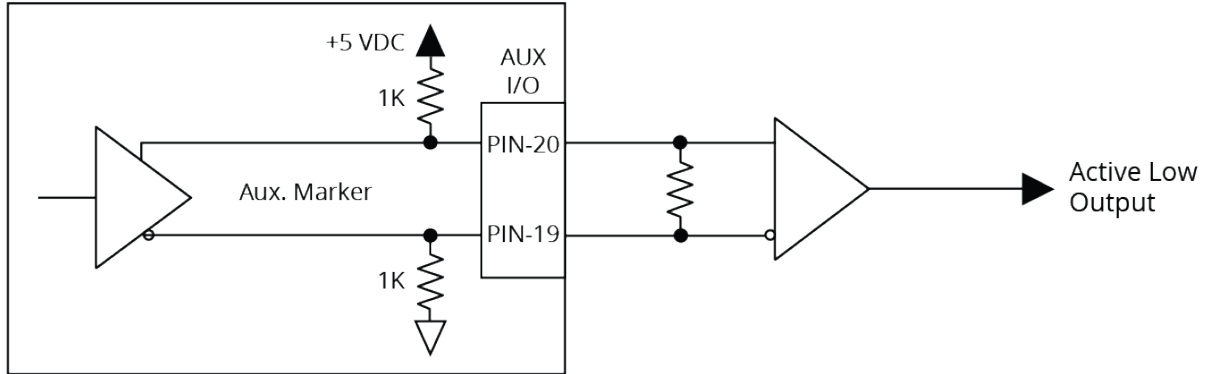 +5 VDC
AUX
I/O
1K
PIN-20
Aux. Marker
Active Low
Output
PIN-19
1K